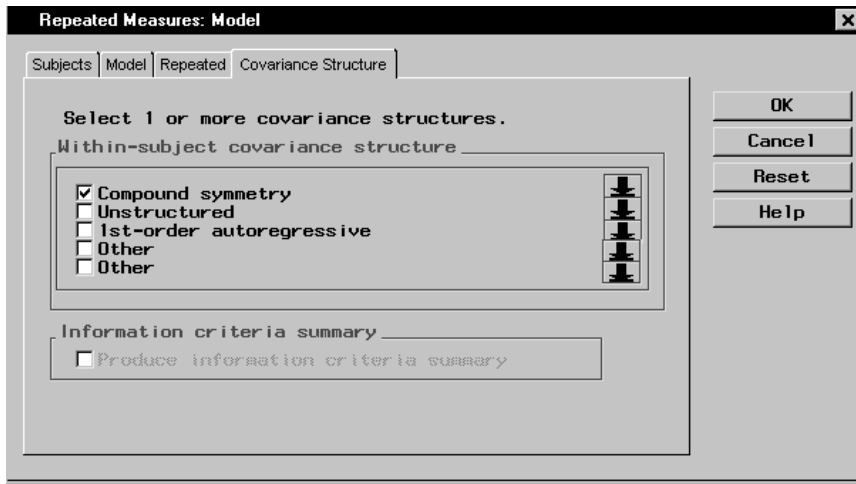 Repeated Measures: Model
Subjects Model Repeated Covariance Structure
Select 1 or more covariance structures.
Within-subject covariance structure
Compound symmetry
Unstructured
1st-order autoregressive
Other
Other
Information criteria summary
Produce information criteria summary
OK
Cancel
Reset
Help